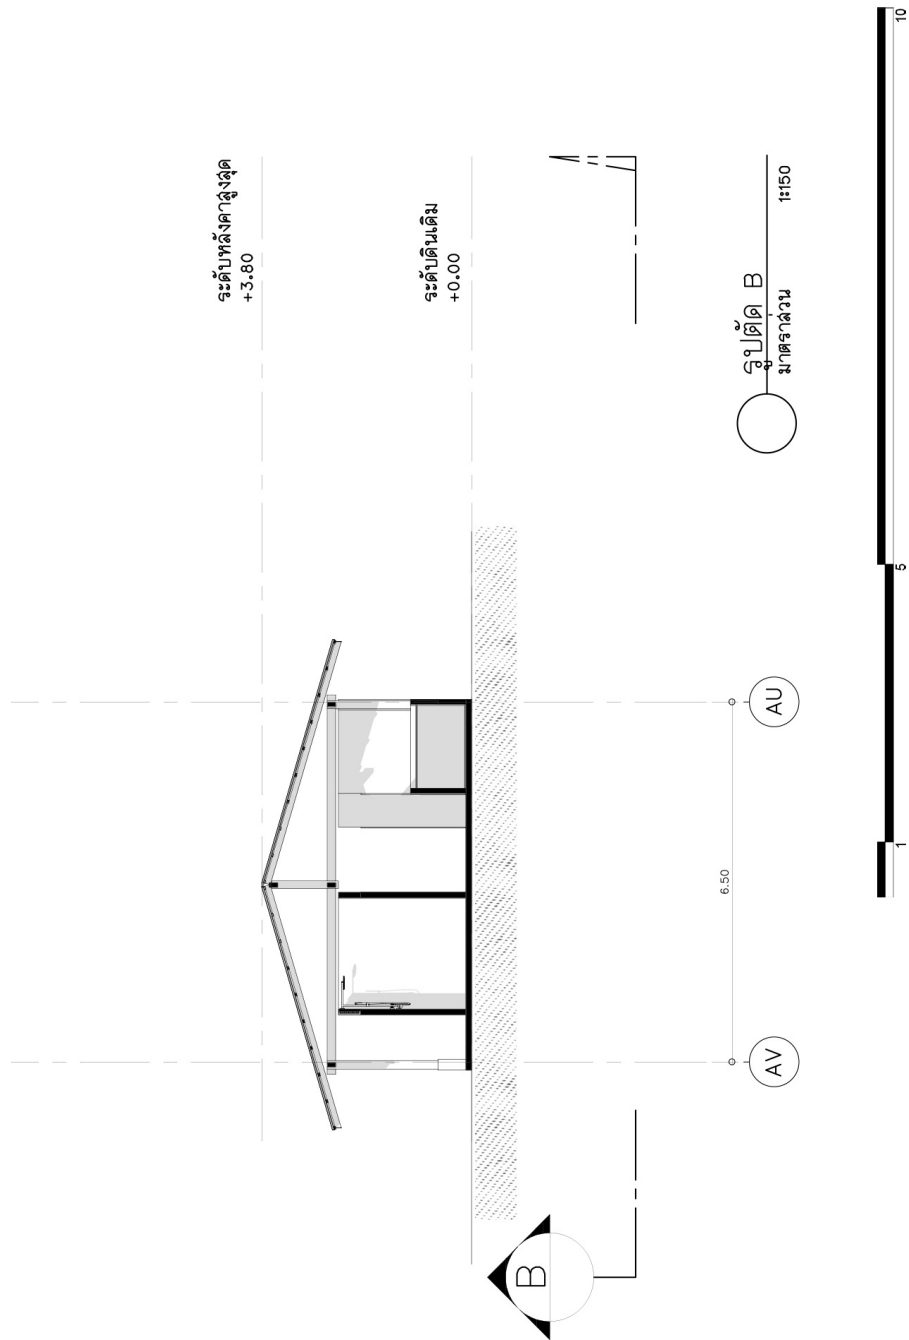 ระดับหลังคาสูงสุด
+3.80
ระดับดินเดิม
+0.00
B
AV
AU
6.50
รูปตัด B
มาตราส่วน 1:150
1
5
10